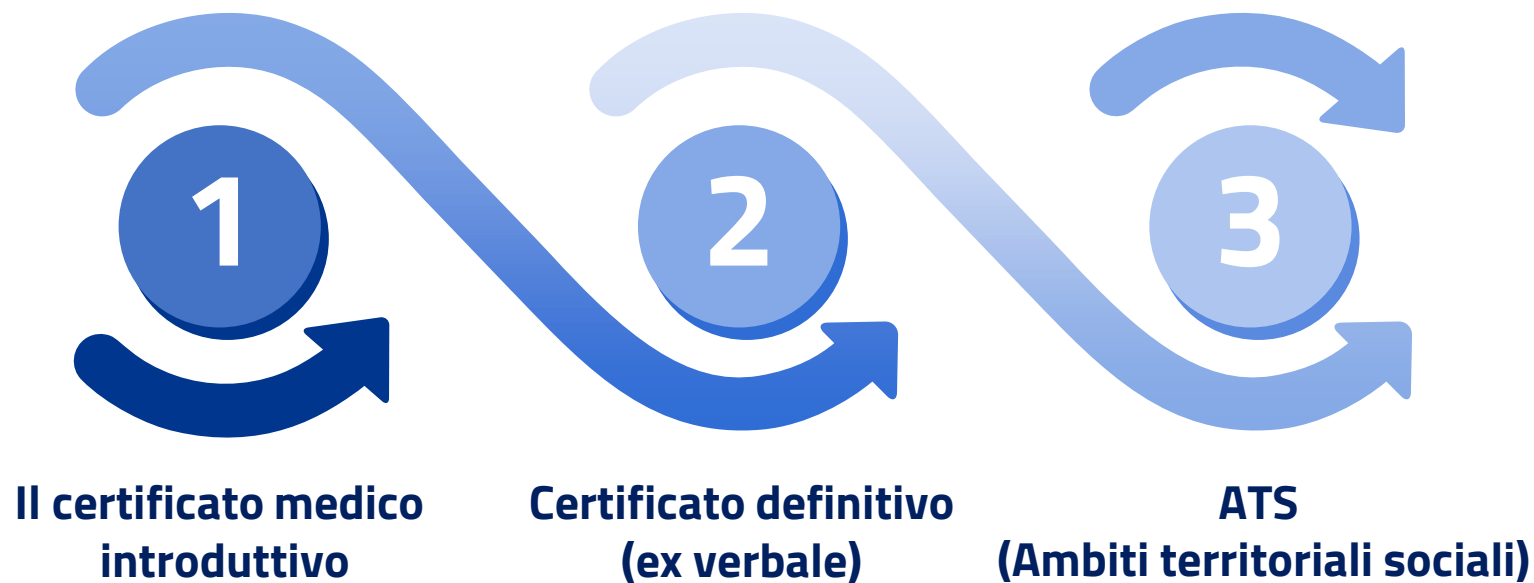 1
2
3
Il certificato medico
introduttivo
Certificato definitivo
(ex verbale)
ATS
(Ambiti territoriali sociali)